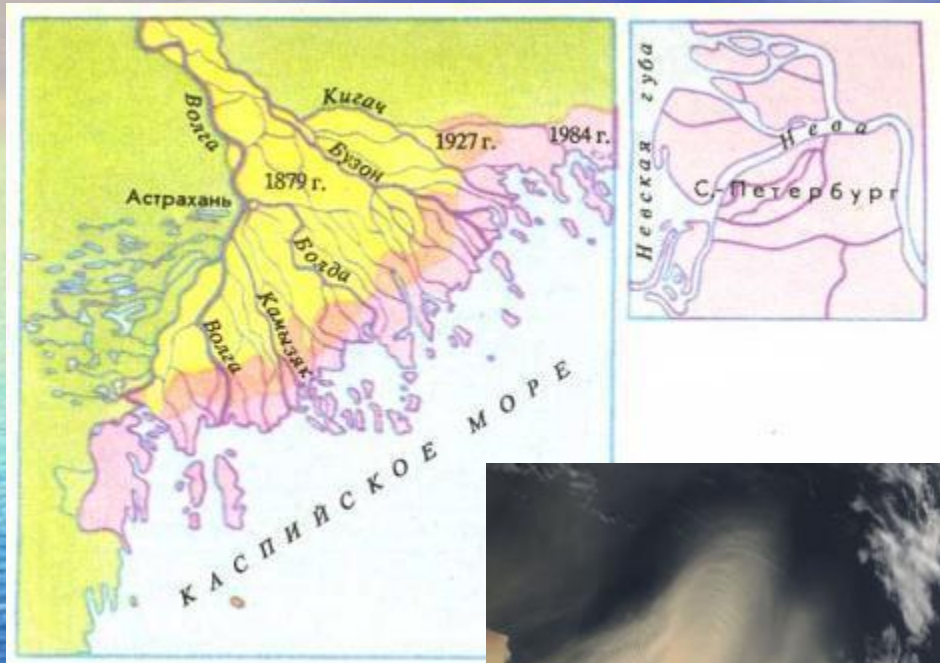 Волга
Кигач
1927 г.
1984 г.
Бузон
1879 г.
Астрахань
Болда
Камызяк
Волга
КАСПИЙСКОЕ МОРЕ
Невская губа
Нева
С.-Петербург